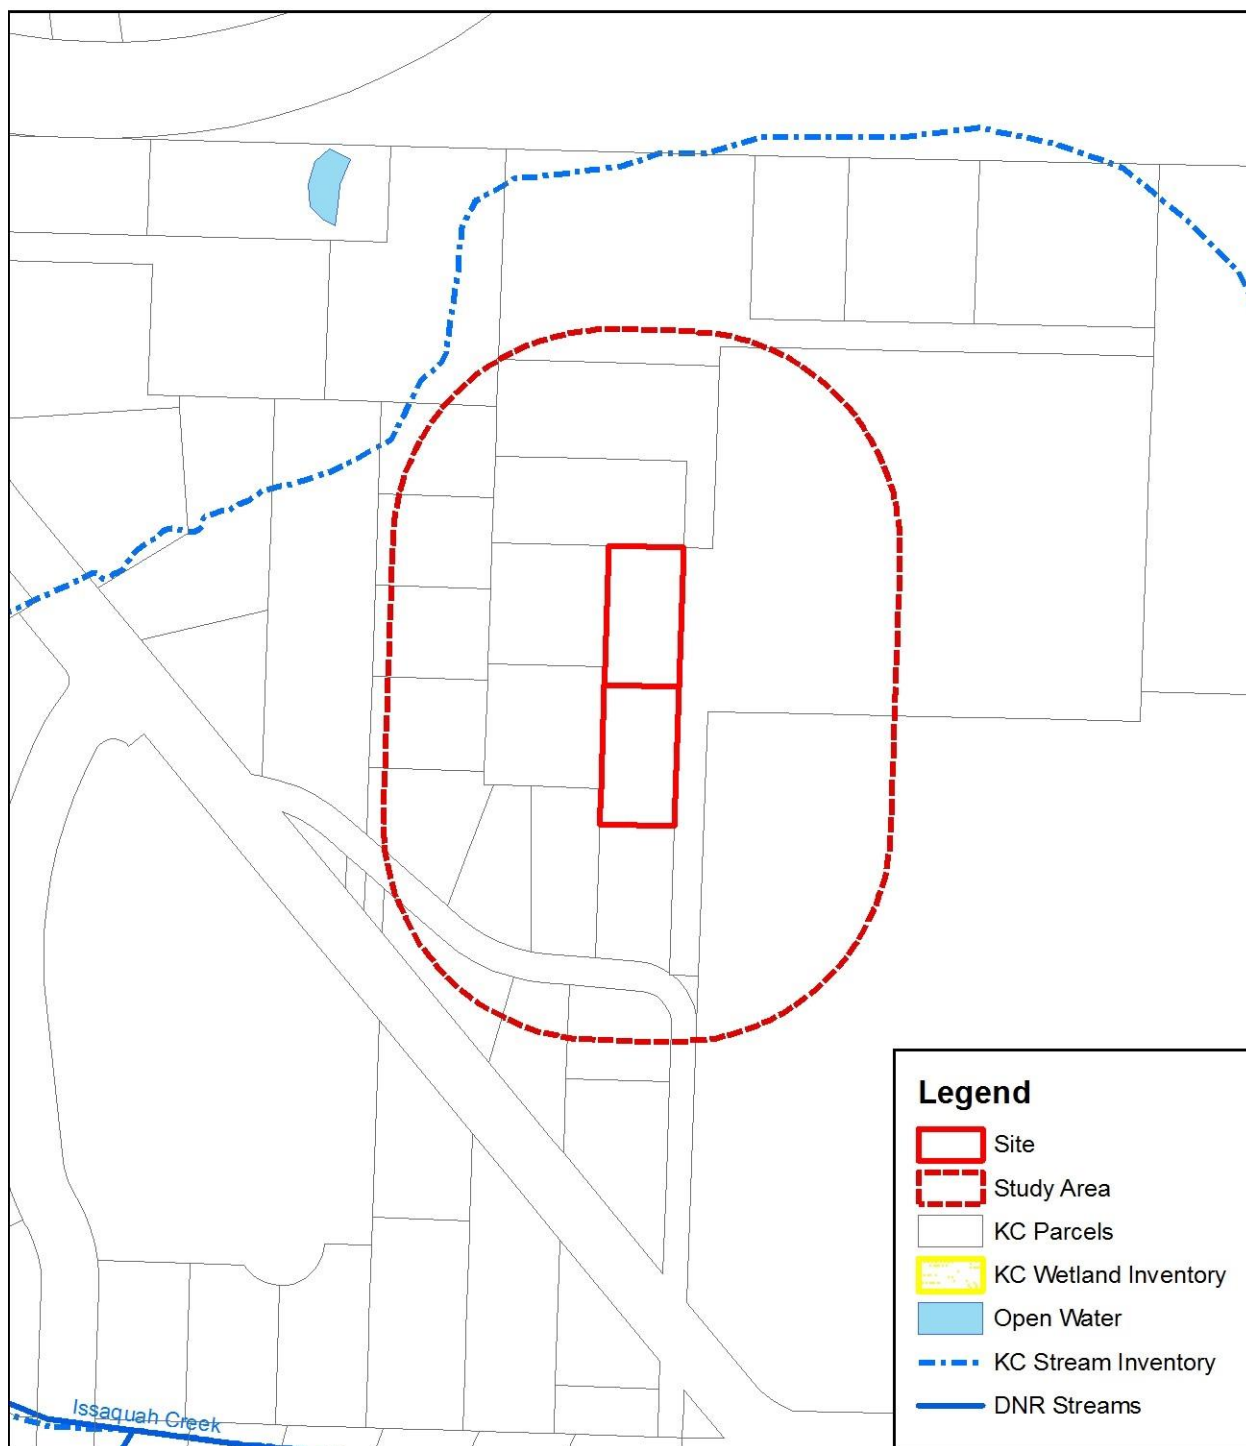 Legend
Site
Study Area
KC Parcels
KC Wetland Inventory
Open Water
KC Stream Inventory
DNR Streams
Issaquah Creek